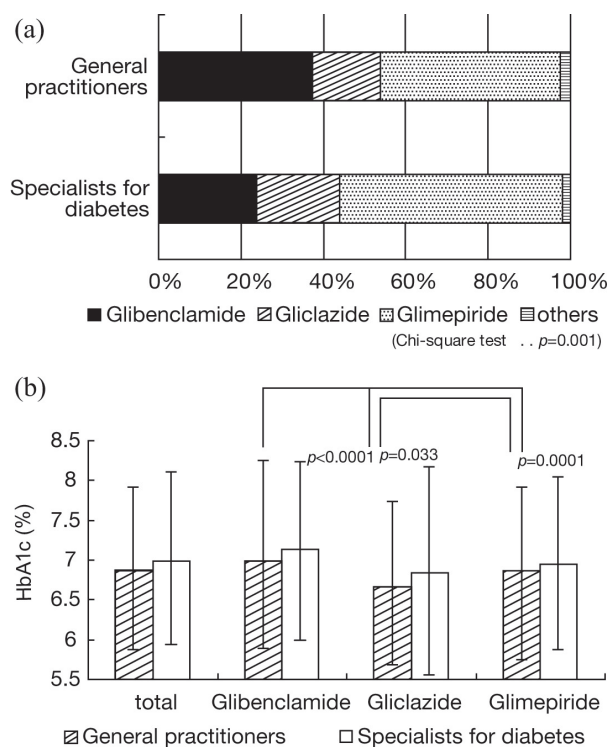 (a)
General
practitioners
Specialists for
diabetes
0% 20% 40% 60% 80% 100%
Glibenclamide Gliclazide Glimepiride others
(Chi-square test . . p=0.001)
(b)
p<0.0001 p=0.033 p=0.0001
HbA1c (%)
8.5
8
7.5
7
6.5
6
5.5
total Glibenclamide Gliclazide Glimepiride
General practitioners Specialists for diabetes